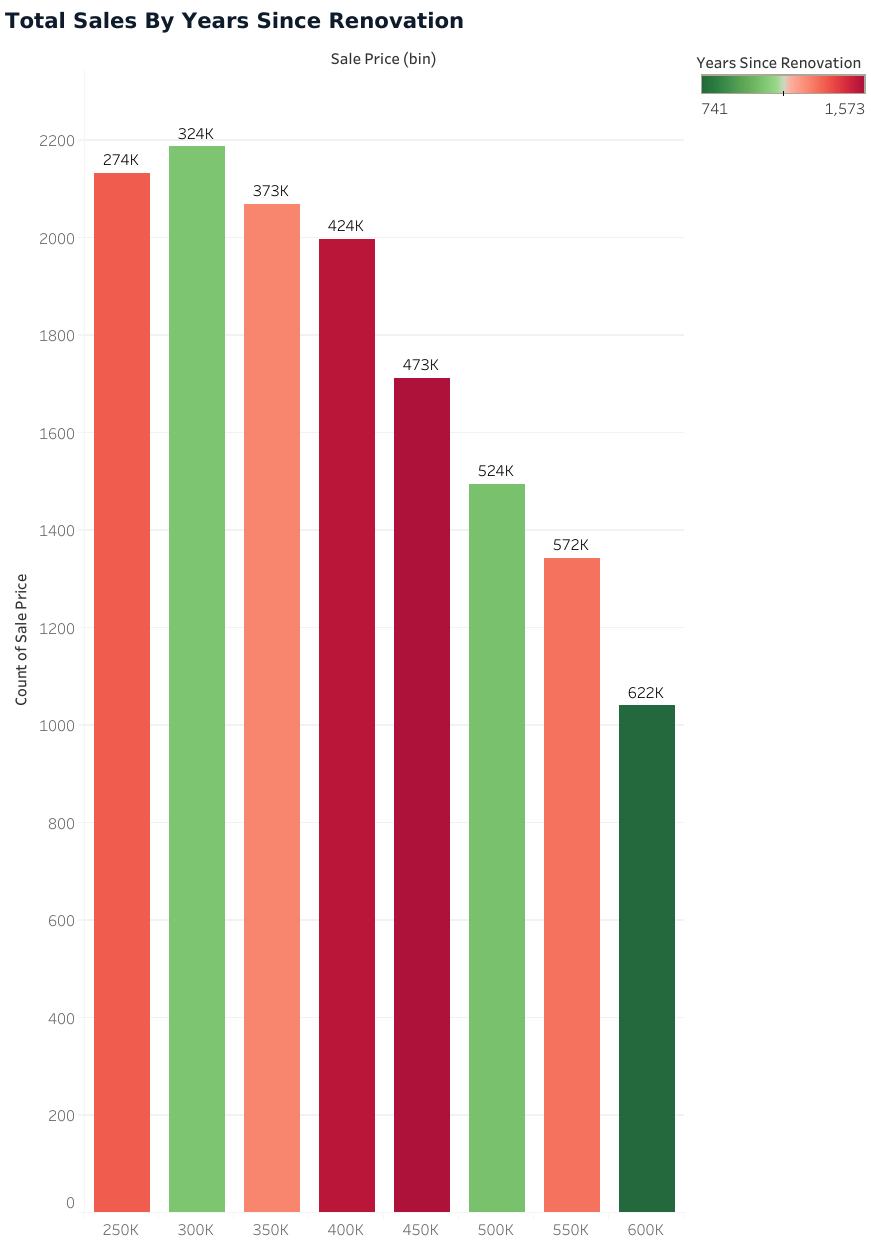 Total Sales By Years Since Renovation
Sale Price (bin)
Years Since Renovation
741 1,573
2200
2000
1800
1600
1400
1200
1000
800
600
400
200
0
Count of Sale Price
274K
324K
373K
424K
473K
524K
572K
622K
250K 300K 350K 400K 450K 500K 550K 600K